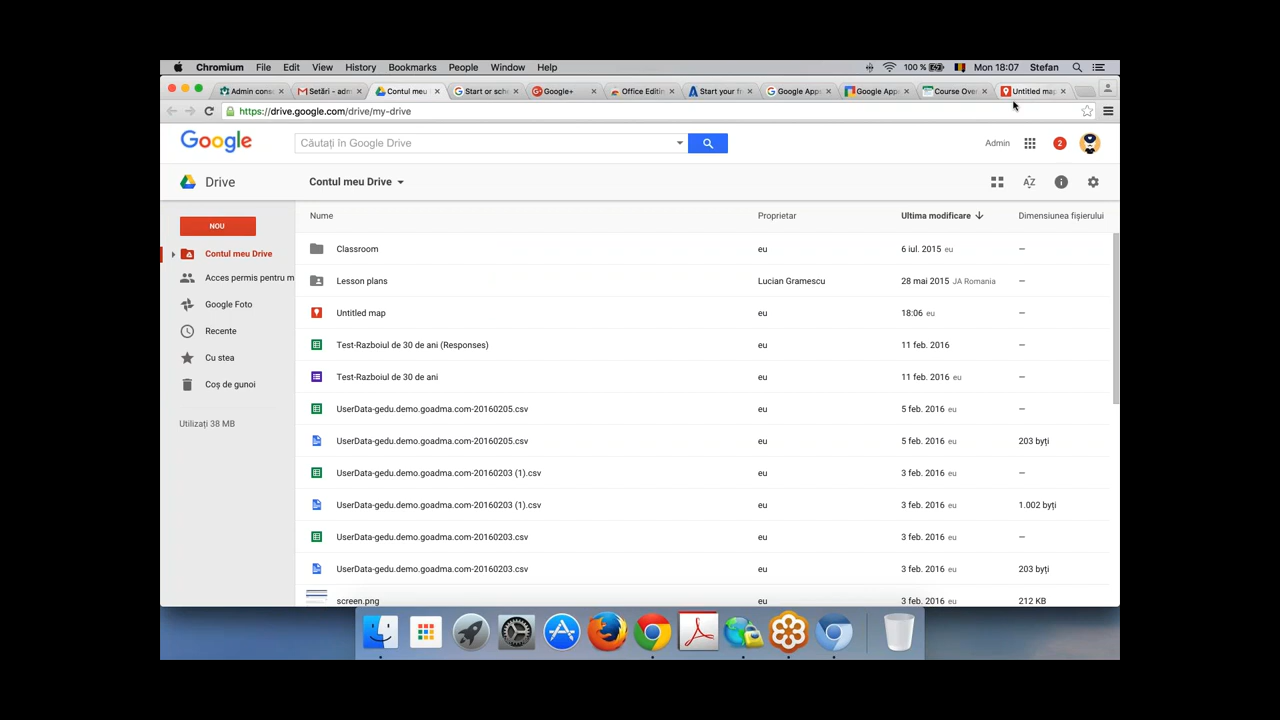 Chromium File Edit View History Bookmarks People Window Help 100 % Mon 18:07 Stefan
Admin cons Setări - adm Contul meu Start or sch Google+ Office Editin Start your f Google Apps Google Apps Course Over Untitled map
https://drive.google.com/drive/my-drive
Google Căutați în Google Drive Admin 2
Drive Contul meu Drive AZ
Nume Proprietar Ultima modificare Dimensiunea fișierului
NOU
Contul meu Drive
Acces permis pentru m
Google Foto
Recente
Cu stea
Coș de gunoi
Utilizați 38 MB
Classroom eu 6 iul. 2015 eu —
Lesson plans Lucian Gramescu 28 mai 2015 JA Romania —
Untitled map eu 18:06 eu —
Test-Razboiul de 30 de ani (Responses) eu 11 feb. 2016 —
Test-Razboiul de 30 de ani eu 11 feb. 2016 eu —
UserData-gedu.demo.goadma.com-20160205.csv eu 5 feb. 2016 eu —
UserData-gedu.demo.goadma.com-20160205.csv eu 5 feb. 2016 eu 203 byți
UserData-gedu.demo.goadma.com-20160203 (1).csv eu 3 feb. 2016 eu —
UserData-gedu.demo.goadma.com-20160203 (1).csv eu 3 feb. 2016 eu 1.002 byți
UserData-gedu.demo.goadma.com-20160203.csv eu 3 feb. 2016 eu —
UserData-gedu.demo.goadma.com-20160203.csv eu 3 feb. 2016 eu 203 byți
screen.png eu 3 feb. 2016 eu 212 KB